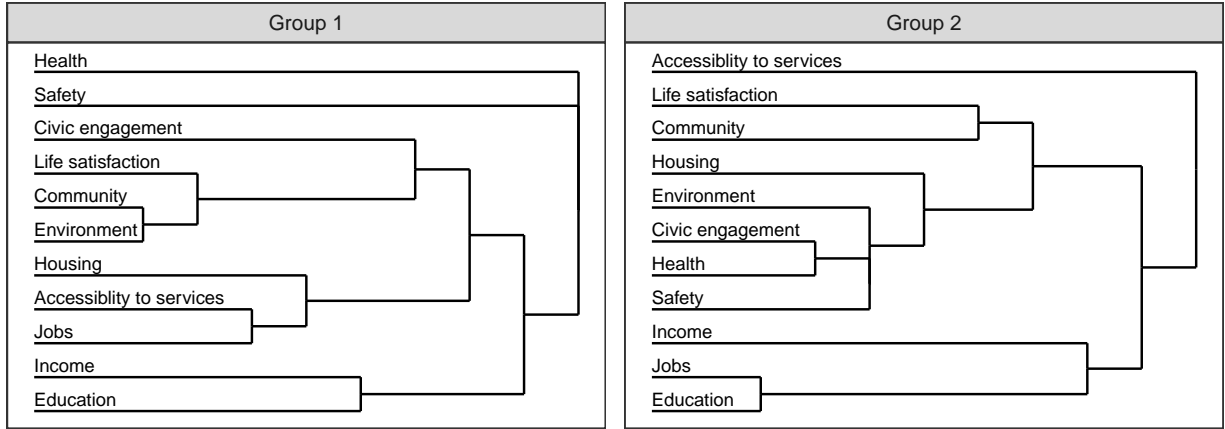 Group 1
Health
Safety
Civic engagement
Life satisfaction
Community
Environment
Housing
Accessiblity to services
Jobs
Income
Education
Group 2
Accessiblity to services
Life satisfaction
Community
Housing
Environment
Civic engagement
Health
Safety
Income
Jobs
Education